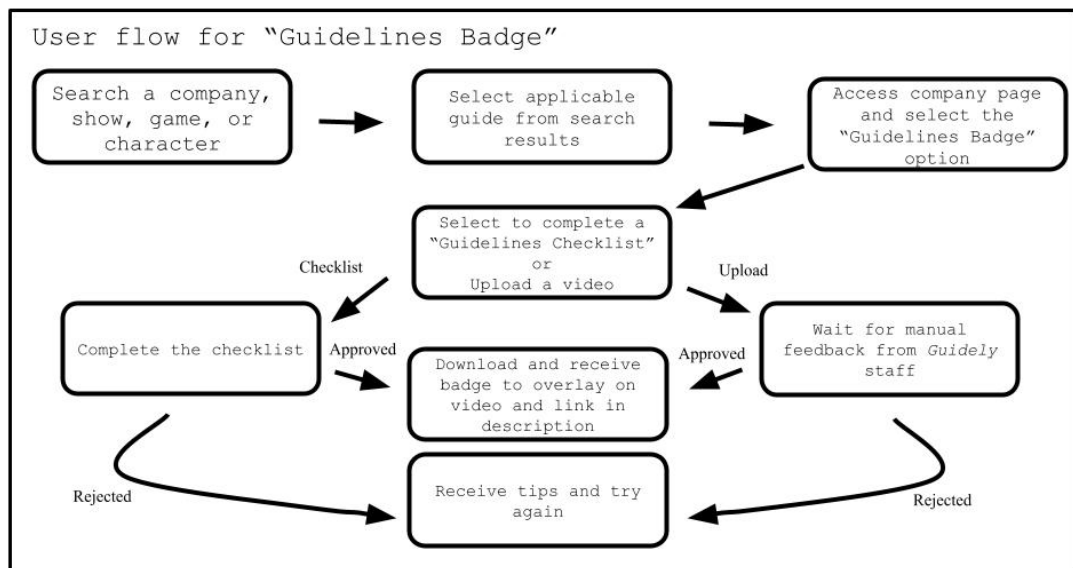 User flow for “Guidelines Badge”
Search a company,
show, game, or
character
Select applicable
guide from search
results
Access company page
and select the
“Guidelines Badge”
option
Select to complete a
“Guidelines Checklist”
or
Upload a video
Checklist
Upload
Complete the checklist
Approved
Download and receive
badge to overlay on
video and link in
description
Approved
Wait for manual
feedback from Guidely
staff
Rejected
Receive tips and try
again
Rejected